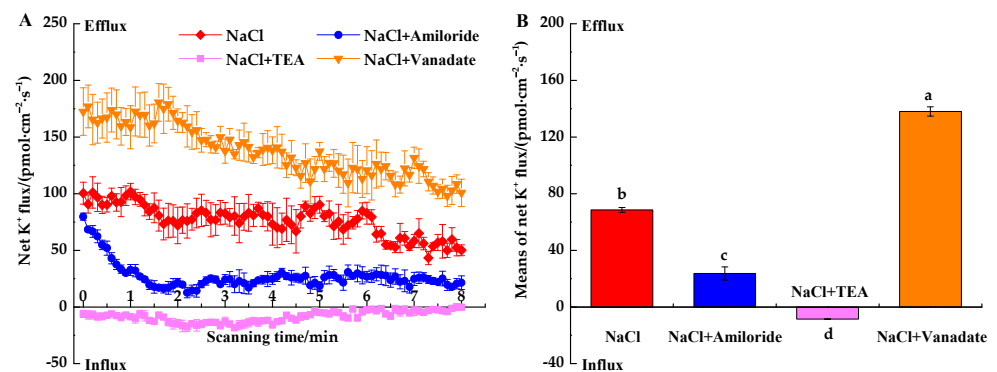 A
Efflux
NaCl
NaCl+Amiloride
NaCl+TEA
NaCl+Vanadate
Net K⁺ flux/(pmol·cm⁻²·s⁻¹)
250
200
150
100
50
0
-50
0 1 2 3 4 5 6 7 8
Scanning time/min
Influx
B
Efflux
Means of net K⁺ flux/(pmol·cm⁻²·s⁻¹)
200
160
120
80
40
0
-40
b
c
d
a
NaCl
NaCl+Amiloride
NaCl+TEA
NaCl+Vanadate
Influx